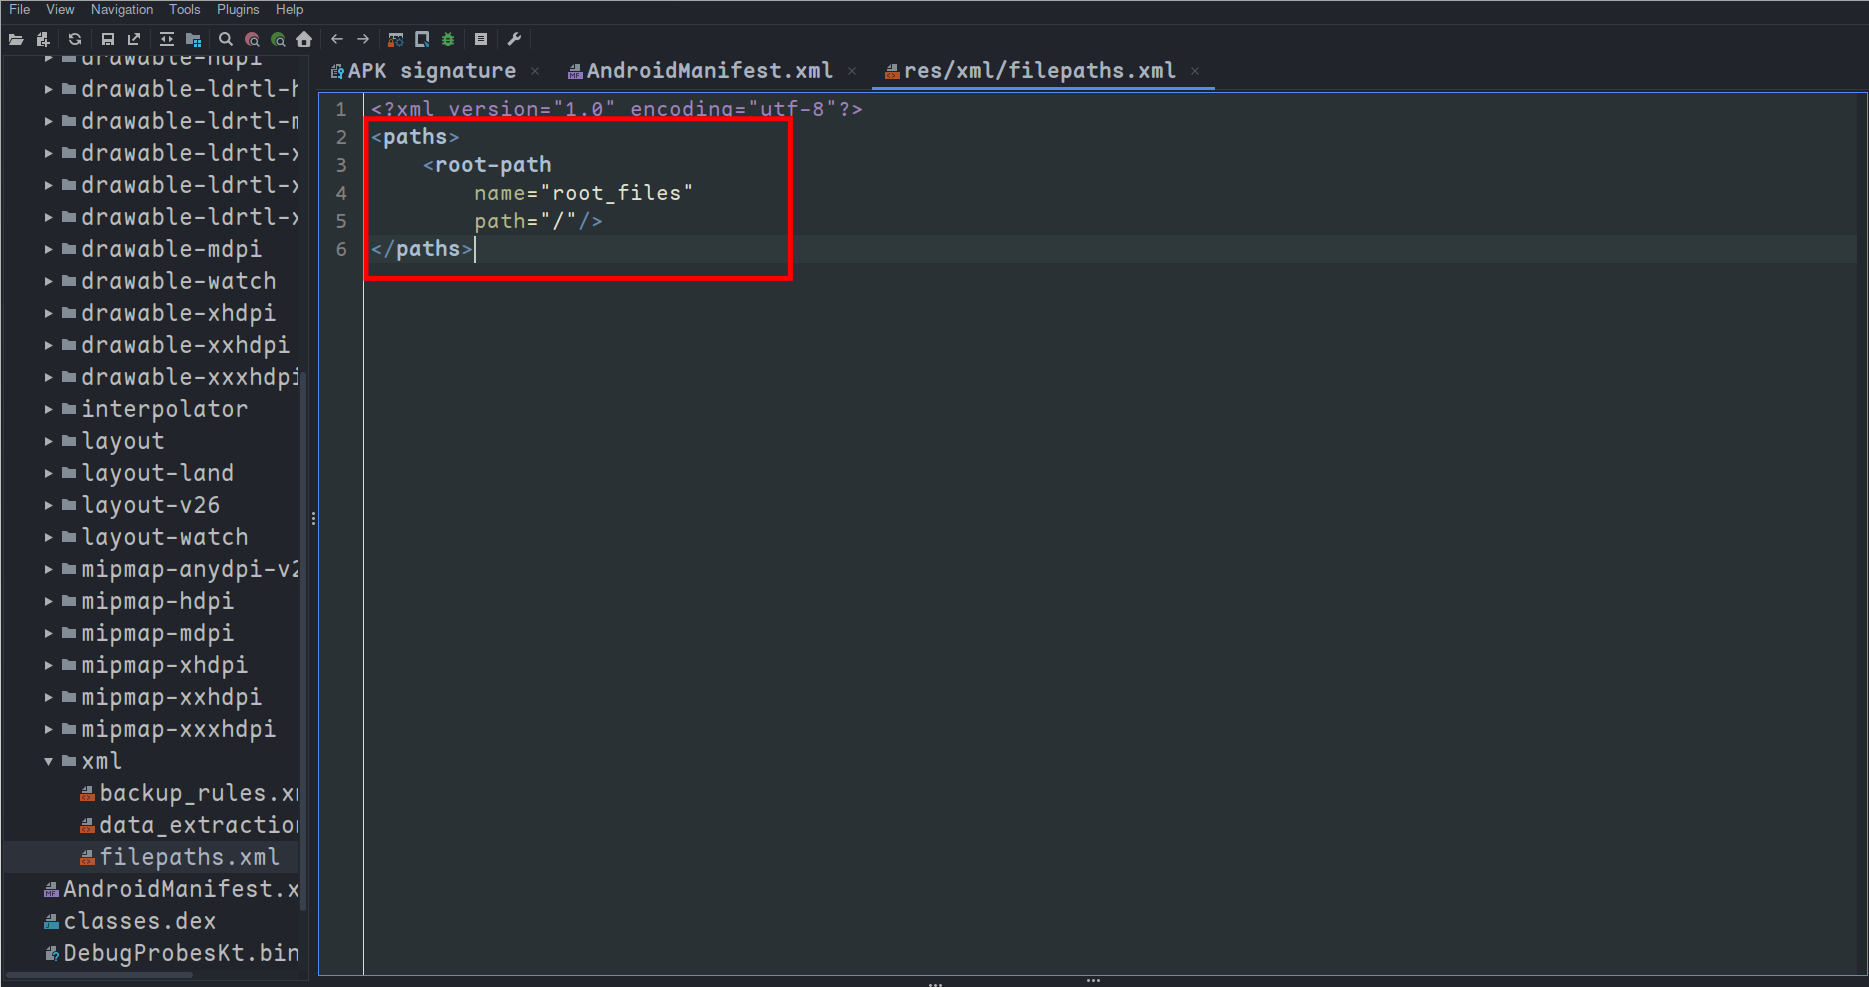 File View Navigation Tools Plugins Help
drawable-hdpi
drawable-ldrtl-h
drawable-ldrtl-m
drawable-ldrtl-x
drawable-ldrtl-x
drawable-ldrtl-x
drawable-mdpi
drawable-watch
drawable-xhdpi
drawable-xxhdpi
drawable-xxxhdpi
interpolator
layout
layout-land
layout-v26
layout-watch
mipmap-anydpi-v2
mipmap-hdpi
mipmap-mdpi
mipmap-xhdpi
mipmap-xxhdpi
mipmap-xxxhdpi
xml
backup_rules.xm
data_extraction
filepaths.xml
AndroidManifest.x
classes.dex
DebugProbesKt.bin
APK signature × AndroidManifest.xml × res/xml/filepaths.xml ×
1 <?xml version="1.0" encoding="utf-8"?>
2 <paths>
3 <root-path
4 name="root_files"
5 path="/"/>
6 </paths>